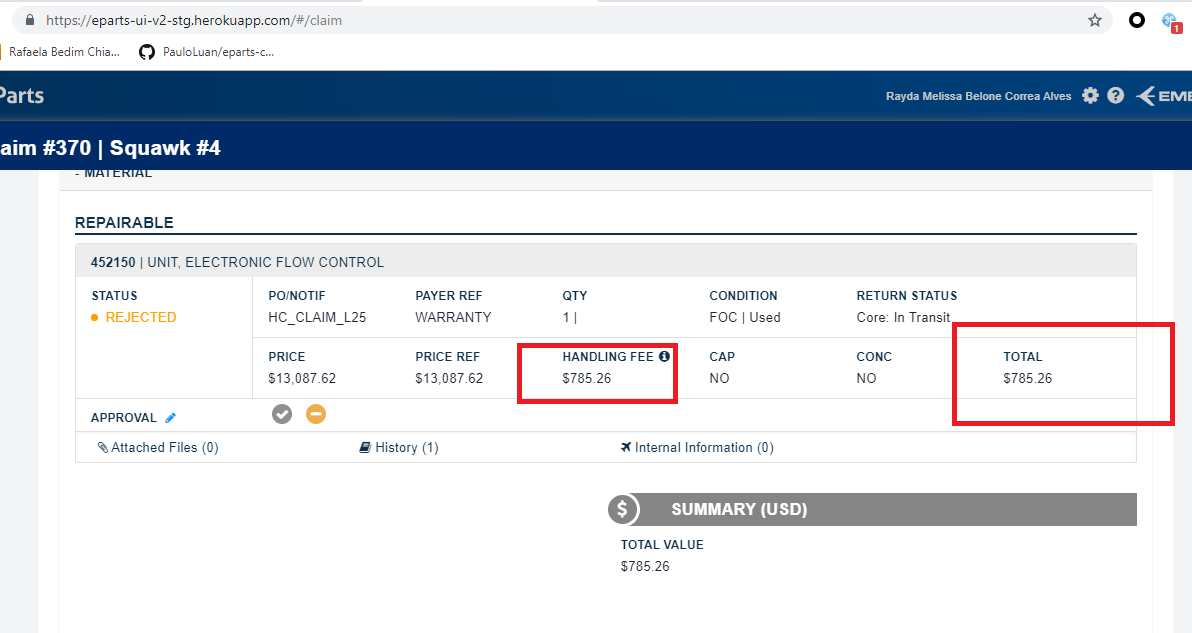 https://eparts-ui-v2-stg.herokuapp.com/#/claim
1
Rafaela Bedim Chia... PauloLuan/eparts-c...
Parts
Rayda Melissa Belone Correa Alves ? EME
aim #370 | Squawk #4
- MATERIAL
REPAIRABLE
452150 | UNIT, ELECTRONIC FLOW CONTROL
STATUS PO/NOTIF PAYER REF QTY CONDITION RETURN STATUS
REJECTED HC_CLAIM_L25 WARRANTY 1 | FOC | Used Core: In Transit
PRICE PRICE REF HANDLING FEE CAP CONC TOTAL
$13,087.62 $13,087.62 $785.26 NO NO $785.26
APPROVAL
Attached Files (0) History (1) Internal Information (0)
$ SUMMARY (USD)
TOTAL VALUE
$785.26